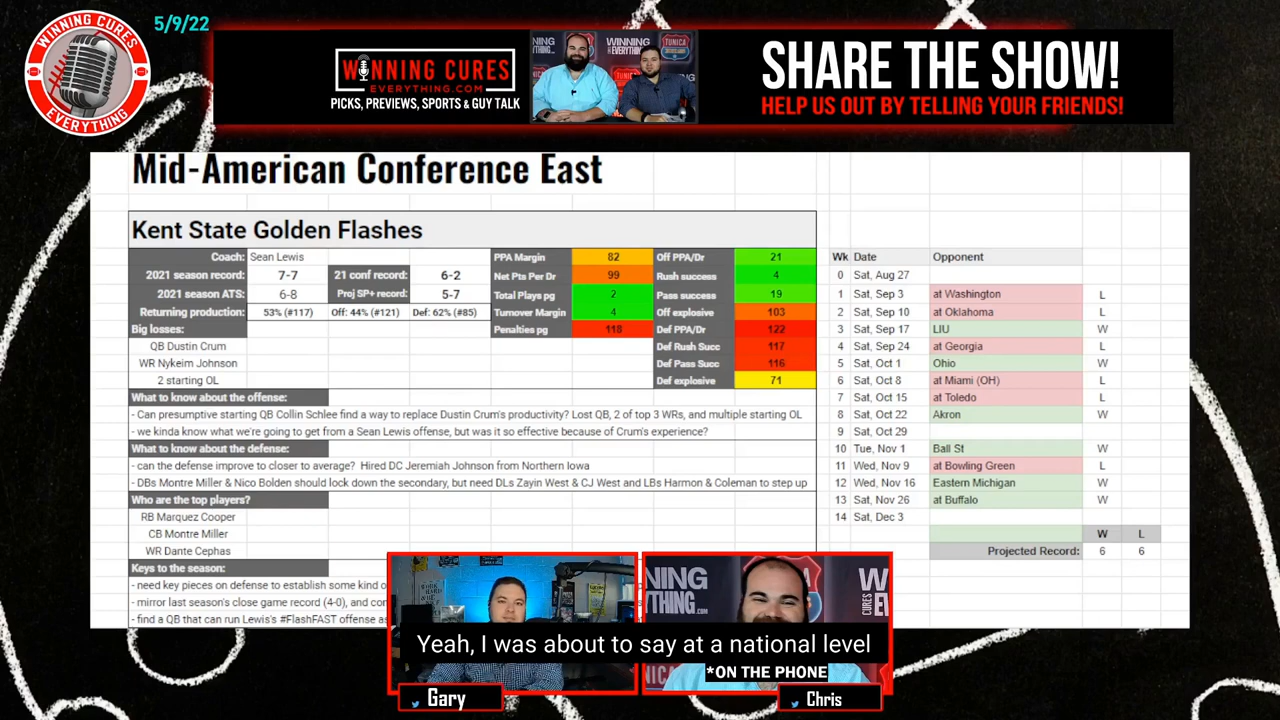 5/9/22
WINNING CURES
EVERYTHING
WINNING CURES
EVERYTHING.COM
PICKS, PREVIEWS, SPORTS & GUY TALK
SHARE THE SHOW!
HELP US OUT BY TELLING YOUR FRIENDS!
Mid-American Conference East
Kent State Golden Flashes
Coach: Sean Lewis
2021 season record: 7-7 21 conf record: 6-2
2021 season ATS: 6-8 Proj SP+ record: 5-7
Returning production: 53% (#117) Off: 44% (#121) Def: 62% (#85)
Big losses:
QB Dustin Crum
WR Nykeim Johnson
2 starting OL
PPA Margin 82 Off PPA/Dr 21
Net Pts Per Dr 99 Rush success 4
Total Plays pg 2 Pass success 19
Turnover Margin 4 Off explosive 103
Penalties pg 118 Def PPA/Dr 122
Def Rush Succ 117
Def Pass Succ 116
Def explosive 71
What to know about the offense:
- Can presumptive starting QB Collin Schlee find a way to replace Dustin Crum's productivity? Lost QB, 2 of top 3 WRs, and multiple starting OL
- we kinda know what we're going to get from a Sean Lewis offense, but was it so effective because of Crum's experience?
What to know about the defense:
- can the defense improve to closer to average? Hired DC Jeremiah Johnson from Northern Iowa
- DBs Montre Miller & Nico Bolden should lock down the secondary, but need DLs Zayin West & CJ West and LBs Harmon & Coleman to step up
Who are the top players?
RB Marquez Cooper
CB Montre Miller
WR Dante Cephas
Keys to the season:
- need key pieces on defense to establish some kind o
- mirror last season's close game record (4-0), and con
- find a QB that can run Lewis's #FlashFAST offense as
Wk Date Opponent
0 Sat, Aug 27
1 Sat, Sep 3 at Washington L
2 Sat, Sep 10 at Oklahoma L
3 Sat, Sep 17 LIU W
4 Sat, Sep 24 at Georgia L
5 Sat, Oct 1 Ohio W
6 Sat, Oct 8 at Miami (OH) L
7 Sat, Oct 15 at Toledo L
8 Sat, Oct 22 Akron W
9 Sat, Oct 29
10 Tue, Nov 1 Ball St W
11 Wed, Nov 9 at Bowling Green L
12 Wed, Nov 16 Eastern Michigan W
13 Sat, Nov 26 at Buffalo W
14 Sat, Dec 3
W L
Projected Record: 6 6
Yeah, I was about to say at a national level
*ON THE PHONE
Gary
Chris